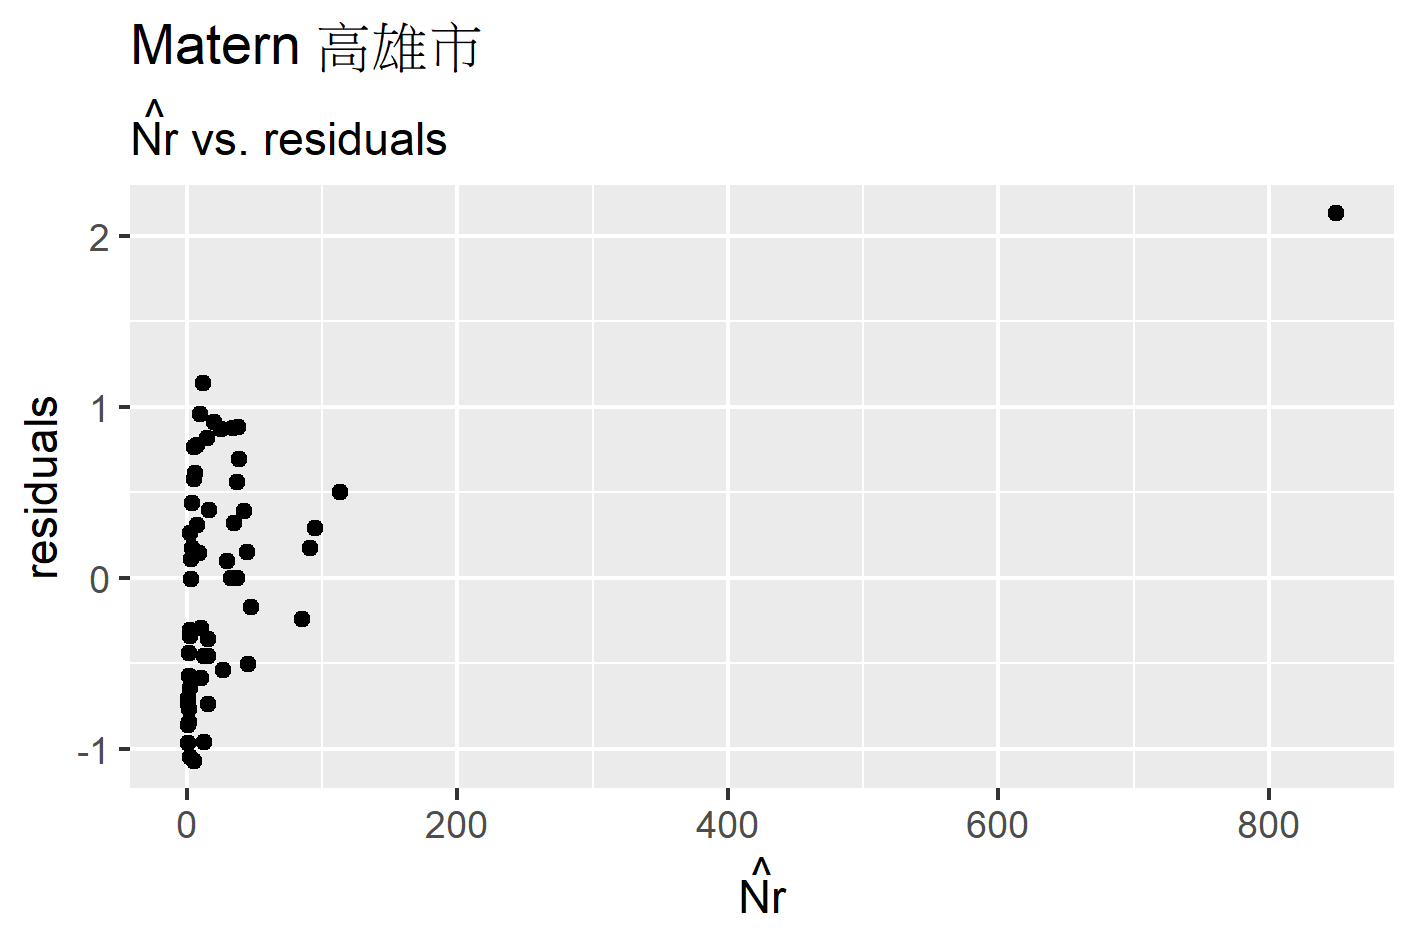 Matern 高雄市
N̂r vs. residuals
residuals
2
1
0
-1
0 200 400 600 800
N̂r